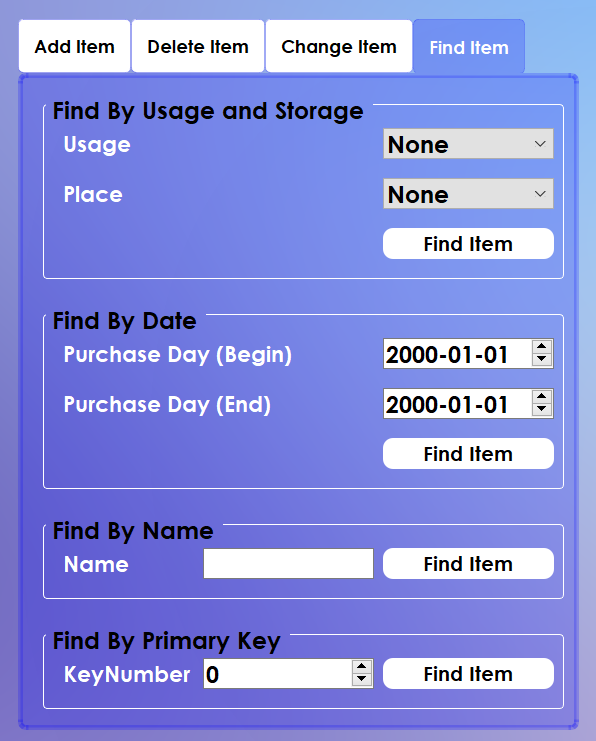 Add Item Delete Item Change Item Find Item
Find By Usage and Storage
Usage None
Place None
Find Item
Find By Date
Purchase Day (Begin) 2000-01-01
Purchase Day (End) 2000-01-01
Find Item
Find By Name
Name Find Item
Find By Primary Key
KeyNumber 0 Find Item